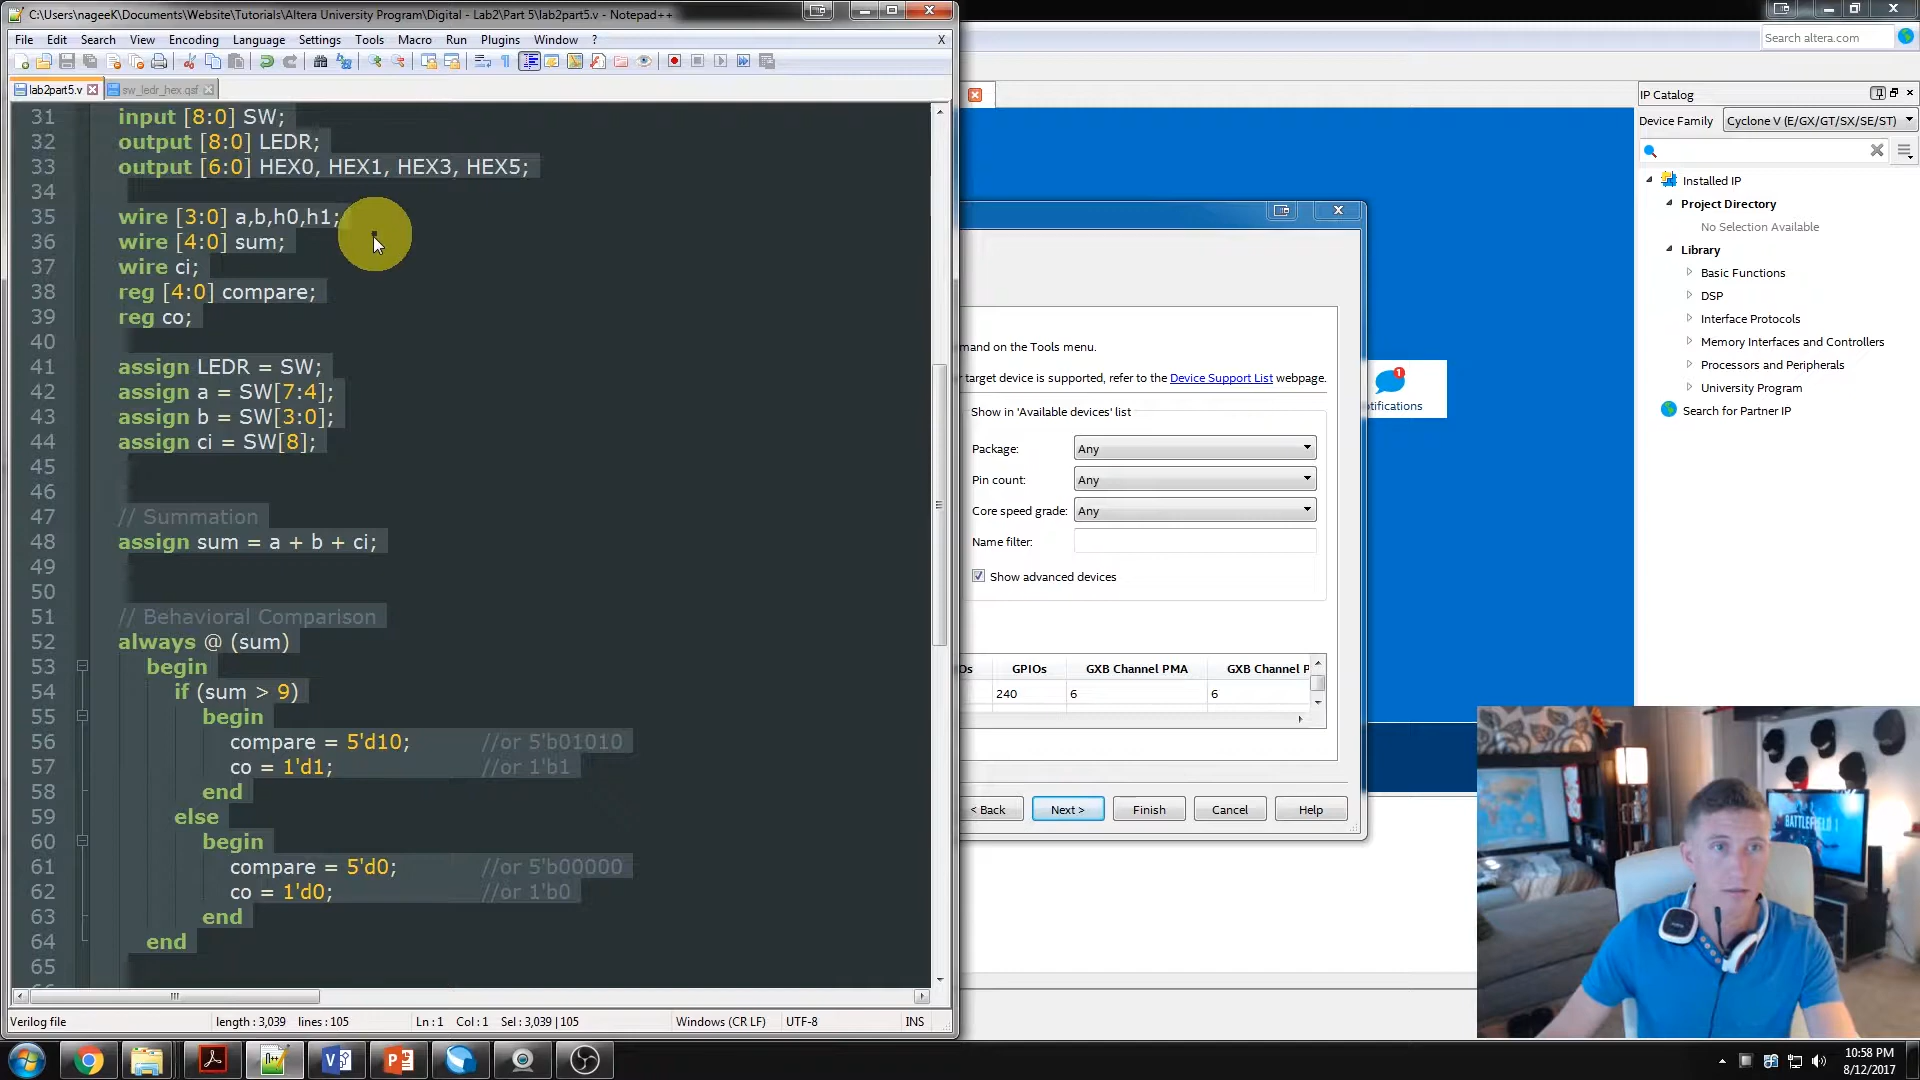 C:\Users\nageeK\Documents\Website\Tutorials\Altera University Program\Digital - Lab2\Part 5\lab2part5.v - Notepad++
File Edit Search View Encoding Language Settings Tools Macro Run Plugins Window ? X
lab2part5.v sw_ledr_hex.qsf
31 input [8:0] SW;
32 output [8:0] LEDR;
33 output [6:0] HEX0, HEX1, HEX3, HEX5;
34
35 wire [3:0] a,b,h0,h1;
36 wire [4:0] sum;
37 wire ci;
38 reg [4:0] compare;
39 reg co;
40
41 assign LEDR = SW;
42 assign a = SW[7:4];
43 assign b = SW[3:0];
44 assign ci = SW[8];
45
46
47 // Summation
48 assign sum = a + b + ci;
49
50
51 // Behavioral Comparison
52 always @ (sum)
53 begin
54 if (sum > 9)
55 begin
56 compare = 5'd10; //or 5'b01010
57 co = 1'd1; //or 1'b1
58 end
59 else
60 begin
61 compare = 5'd0; //or 5'b00000
62 co = 1'd0; //or 1'b0
63 end
64 end
65
Verilog file length : 3,039 lines : 105 Ln : 1 Col : 1 Sel : 3,039 | 105 Windows (CR LF) UTF-8 INS
Search altera.com
mand on the Tools menu.
r target device is supported, refer to the Device Support List webpage.
Show in 'Available devices' list
Package: Any
Pin count: Any
Core speed grade: Any
Name filter:
Show advanced devices
Os GPIOs GXB Channel PMA GXB Channel P
240 6 6
< Back Next > Finish Cancel Help
1
tifications
IP Catalog
Device Family Cyclone V (E/GX/GT/SX/SE/ST)
Installed IP
Project Directory
No Selection Available
Library
Basic Functions
DSP
Interface Protocols
Memory Interfaces and Controllers
Processors and Peripherals
University Program
Search for Partner IP
BATTLEFIELD 1
10:58 PM
8/12/2017